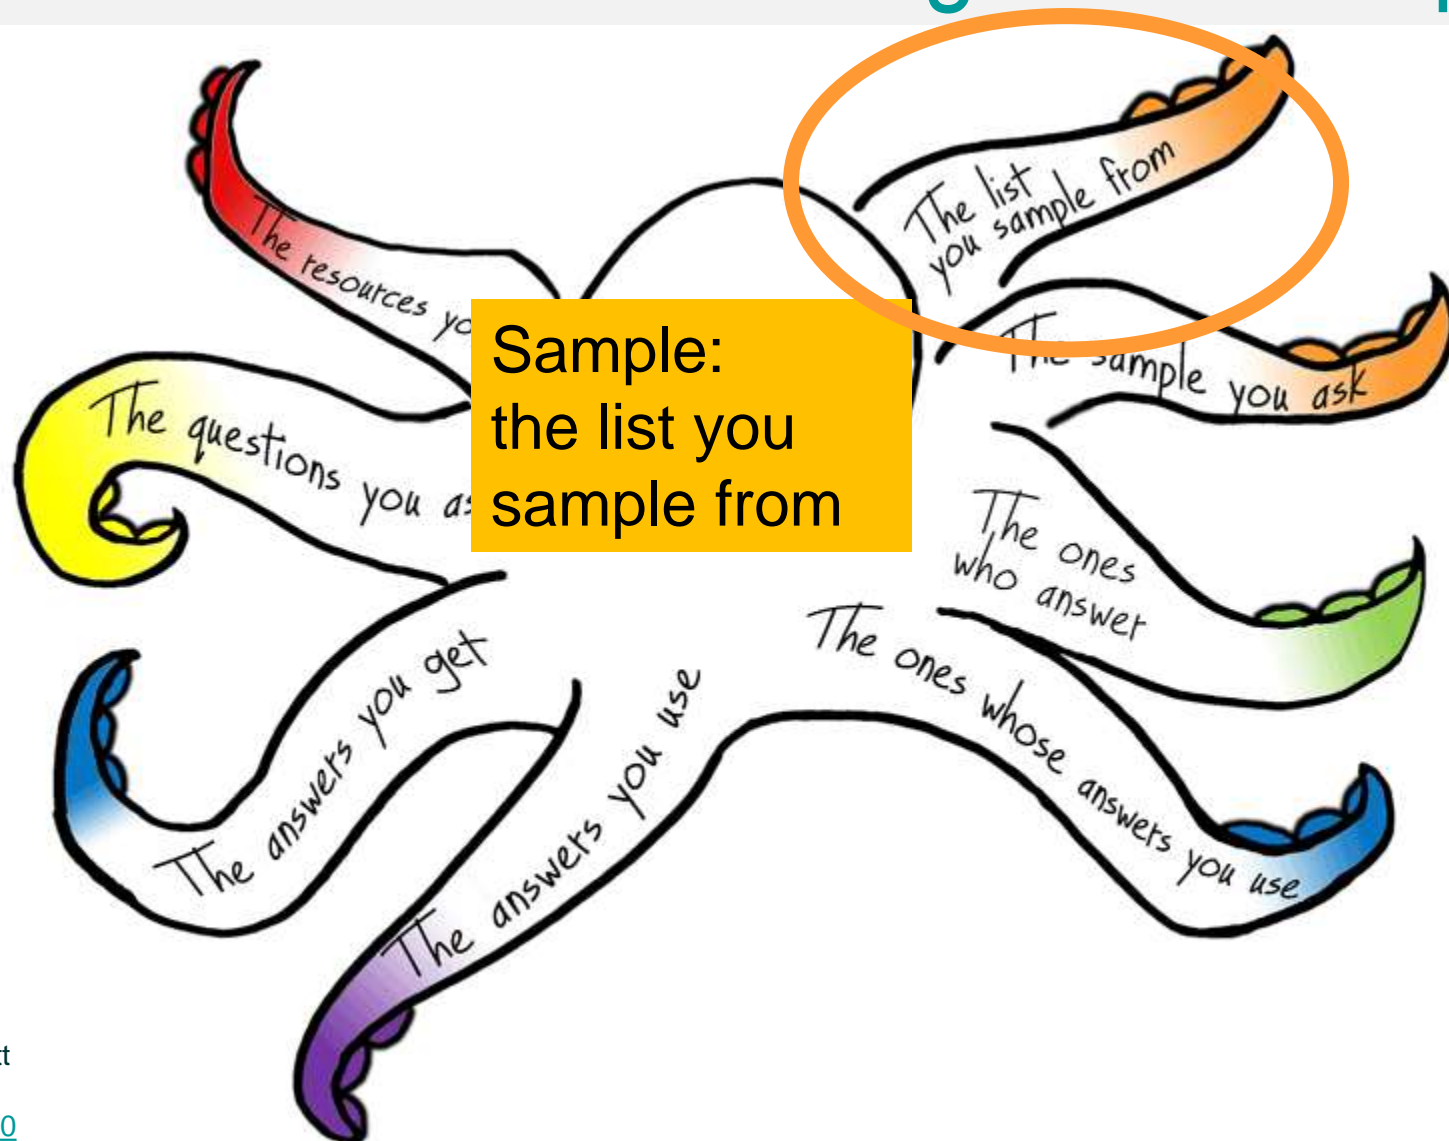 The list
you sample from
The resources
The sample you ask
Sample:
the list you
sample from
The questions you
The ones
who answer
The answers you get
The ones whose answers you use
The answers you use
0